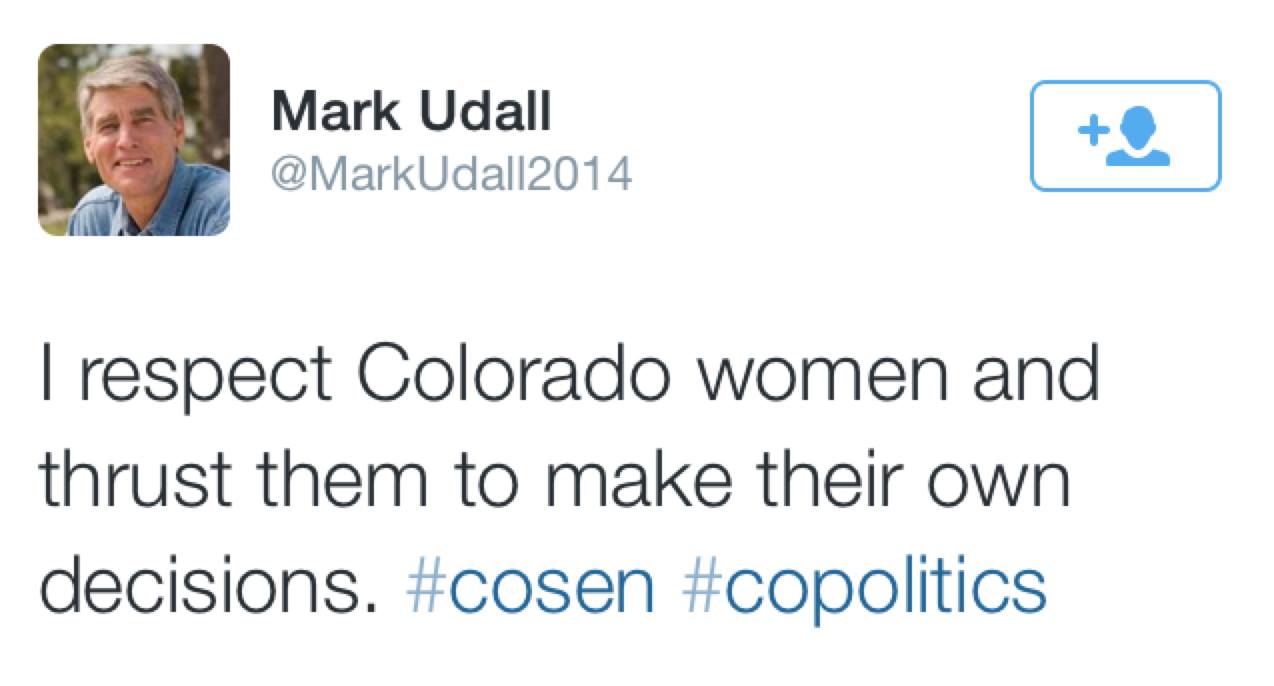 Mark Udall
@MarkUdall2014
I respect Colorado women and
thrust them to make their own
decisions. #cosen #copolitics